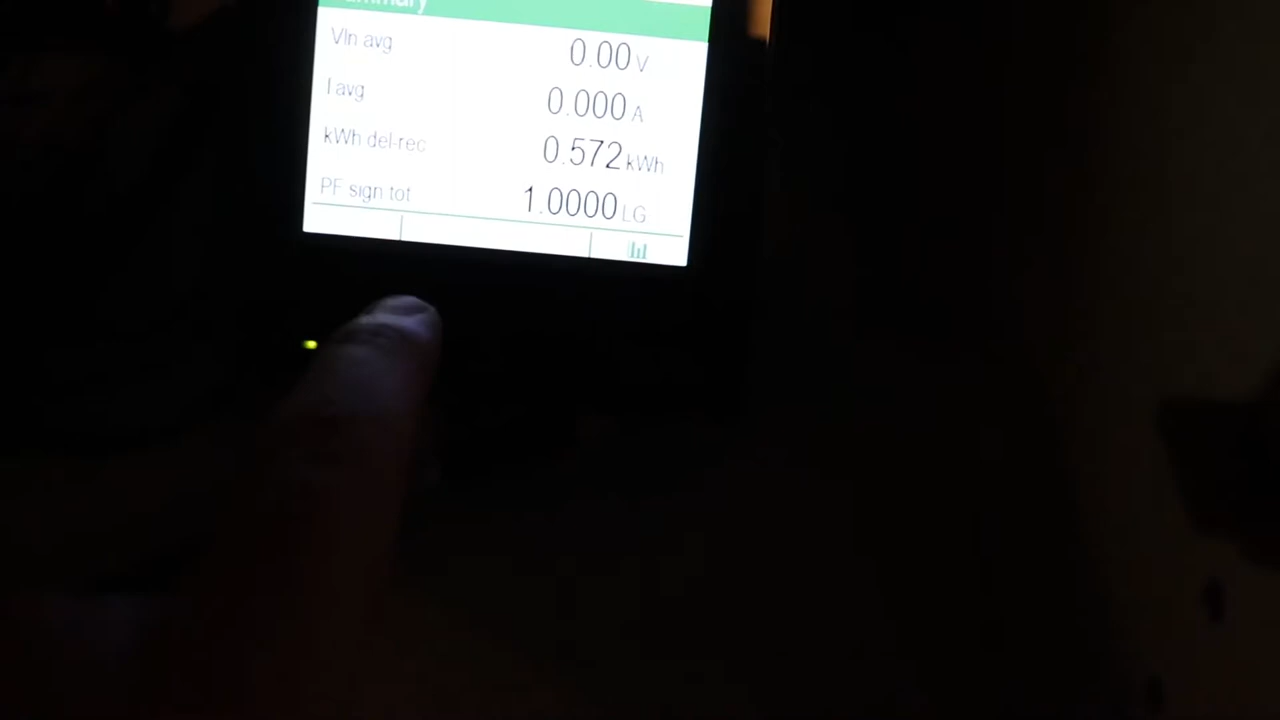 Vln avg 0.00 V
I avg 0.000 A
kWh del-rec 0.572 kWh
PF sign tot 1.0000 LG